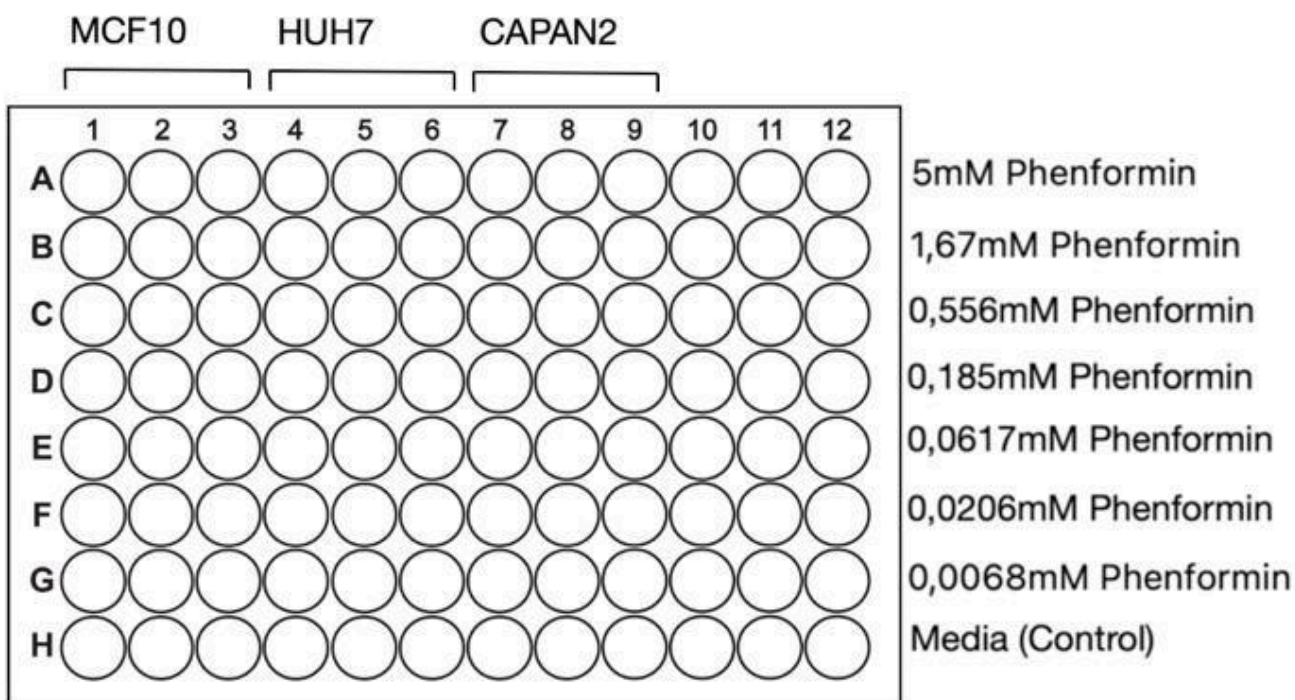 MCF10 HUH7 CAPAN2
1 2 3 4 5 6 7 8 9 10 11 12
A 5mM Phenformin
B 1,67mM Phenformin
C 0,556mM Phenformin
D 0,185mM Phenformin
E 0,0617mM Phenformin
F 0,0206mM Phenformin
G 0,0068mM Phenformin
H Media (Control)